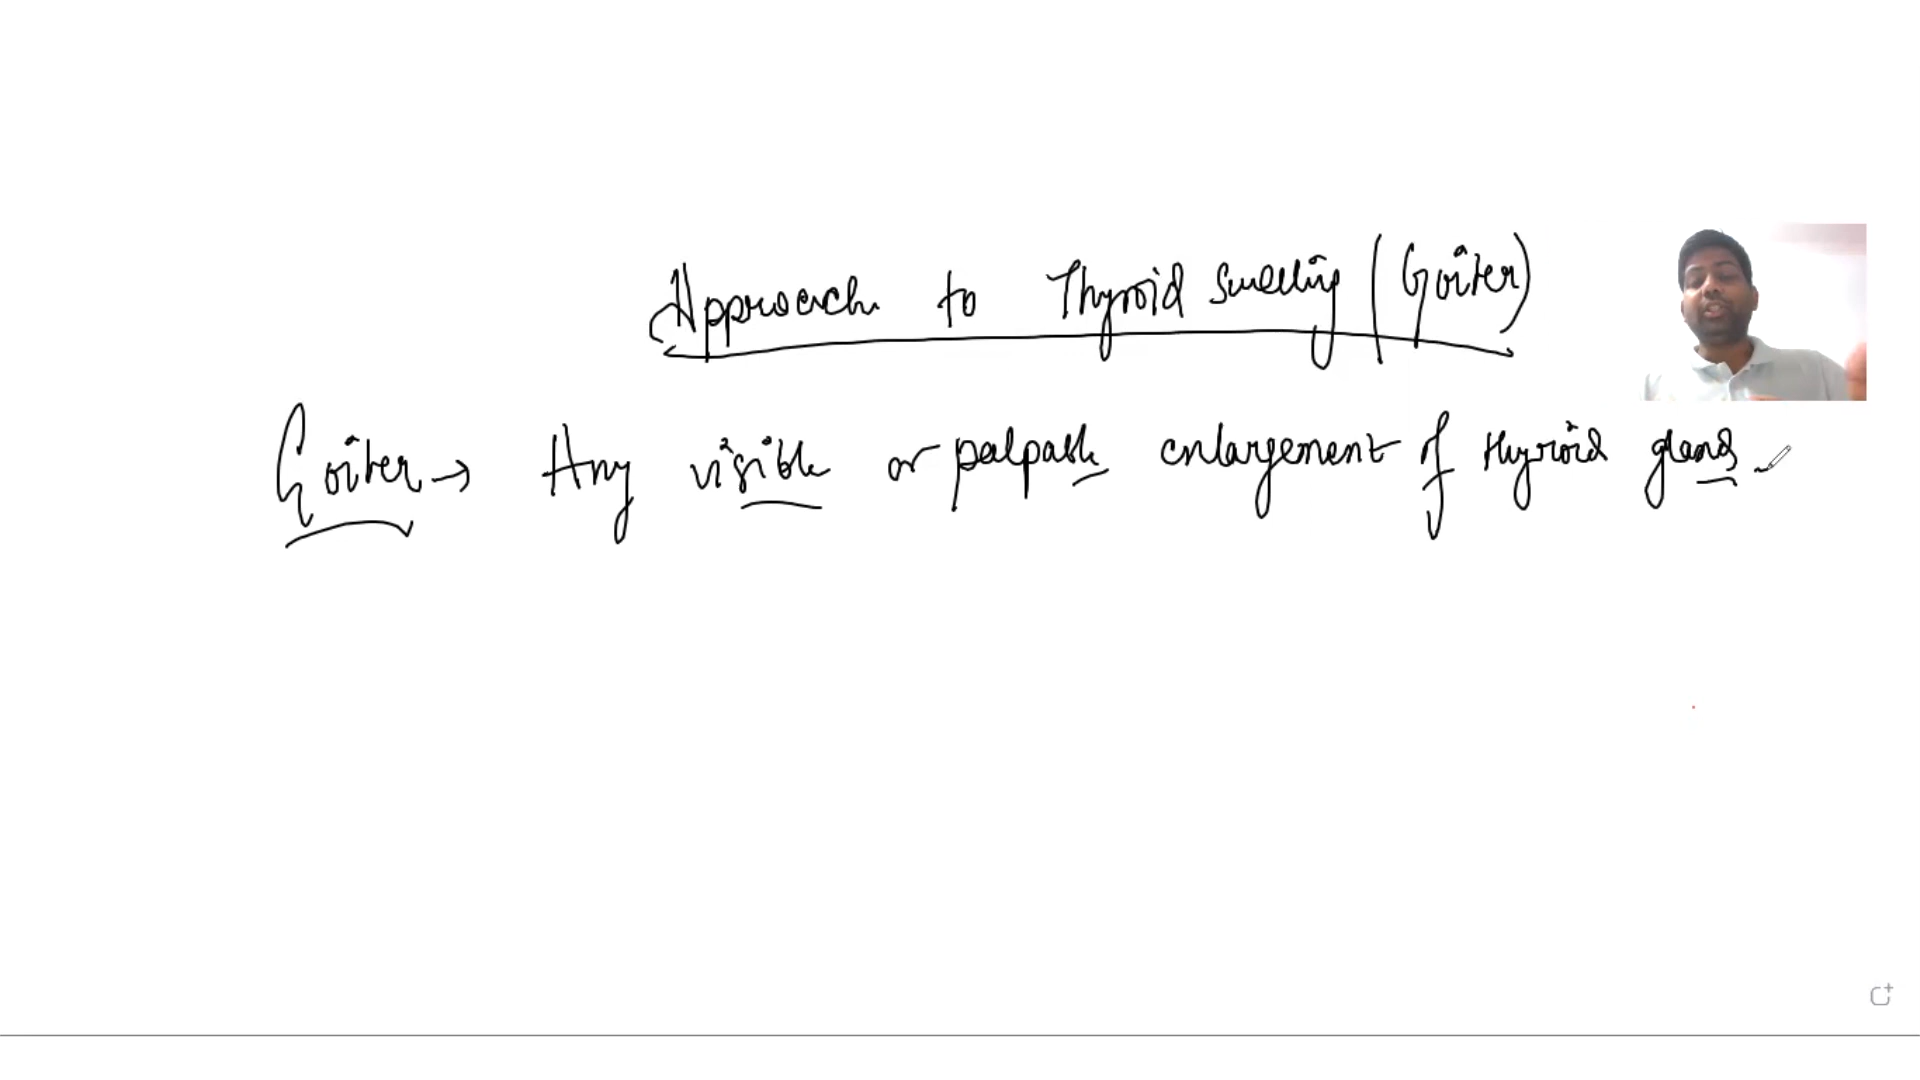 Approach to Thyroid Swelling (Goiter)
Goiter → Any visible or palpable enlargement of thyroid gland.